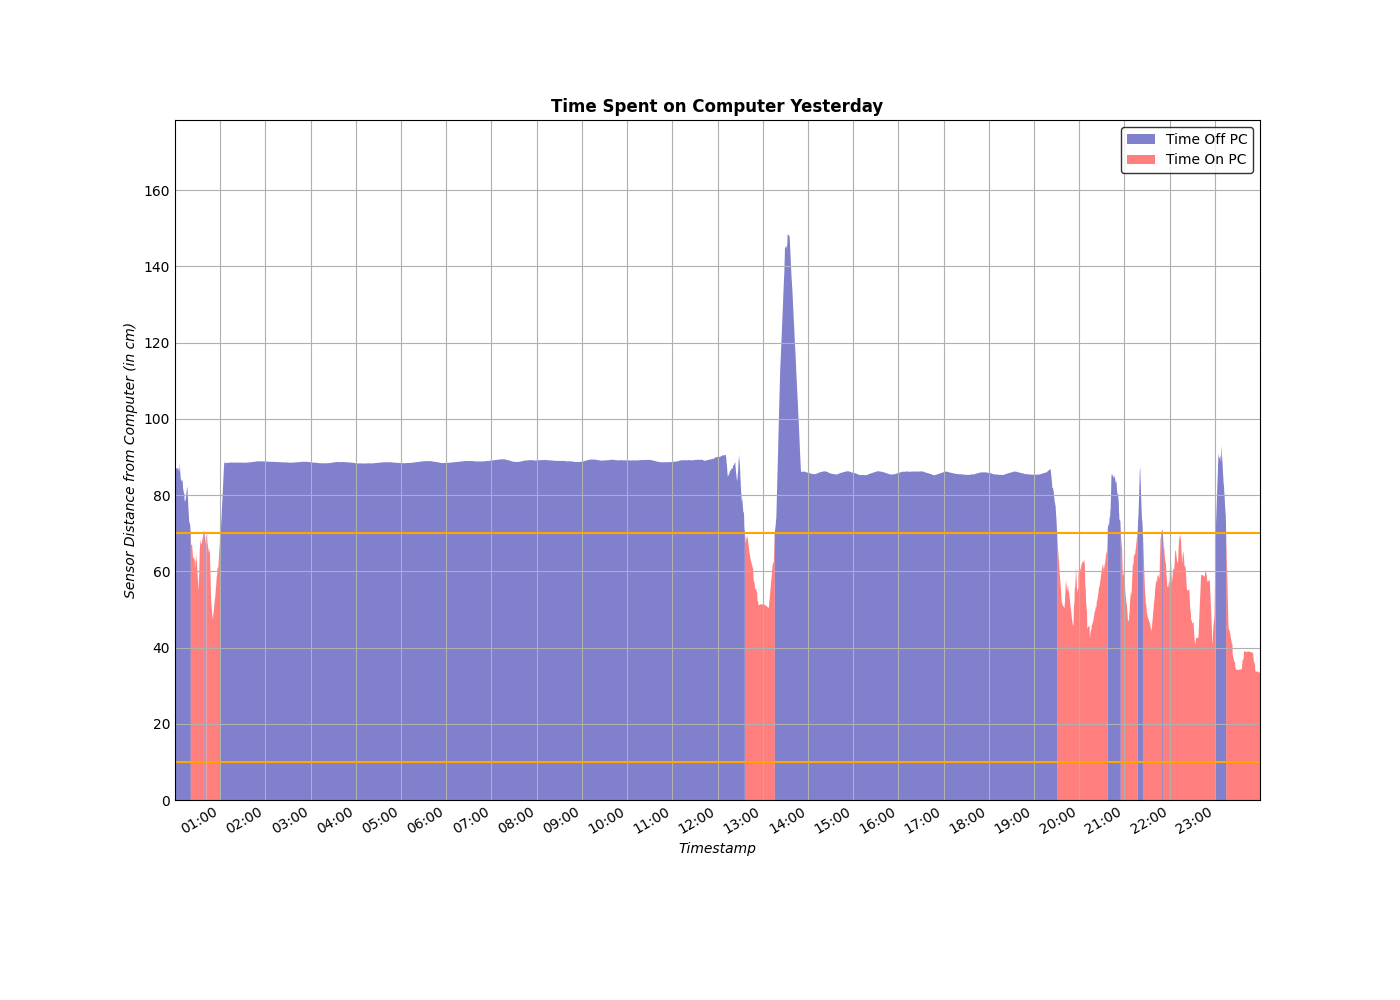 Time Spent on Computer Yesterday
Time Off PC
Time On PC
160
140
120
100
80
60
40
20
0
Sensor Distance from Computer (in cm)
01:00 02:00 03:00 04:00 05:00 06:00 07:00 08:00 09:00 10:00 11:00 12:00 13:00 14:00 15:00 16:00 17:00 18:00 19:00 20:00 21:00 22:00 23:00
Timestamp